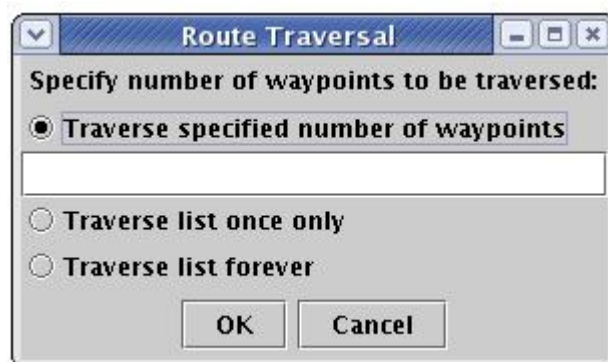 Route Traversal
Specify number of waypoints to be traversed:
Traverse specified number of waypoints
Traverse list once only
Traverse list forever
OK Cancel